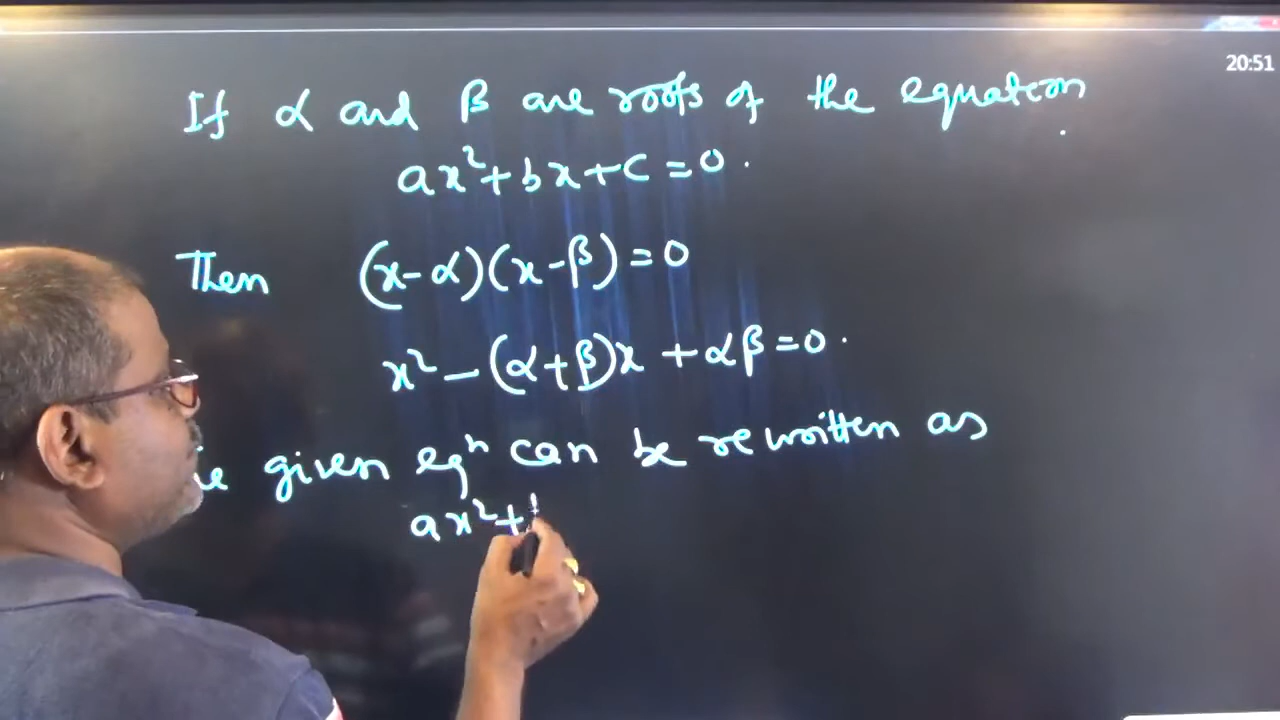 20:51
If α and β are roots of the equation
ax²+bx+c=0.
Then (x-α)(x-β)=0
x²-(α+β)x+αβ=0.
given eqⁿ can be rewritten as
ax²+